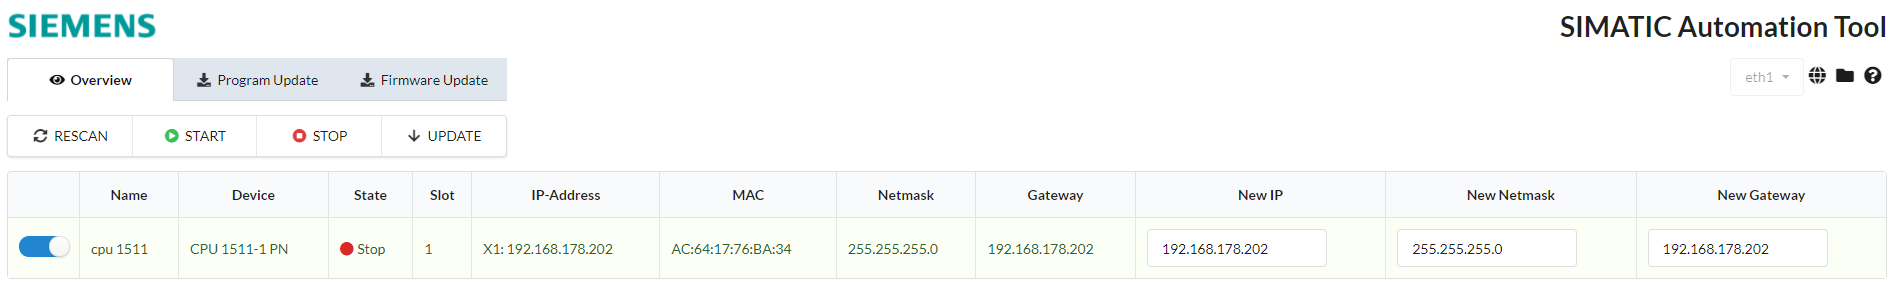 SIEMENS
SIMATIC Automation Tool
Overview Program Update Firmware Update
eth1
RESCAN START STOP UPDATE
Name Device State Slot IP-Address MAC Netmask Gateway New IP New Netmask New Gateway
cpu 1511 CPU 1511-1 PN Stop 1 X1: 192.168.178.202 AC:64:17:76:BA:34 255.255.255.0 192.168.178.202 192.168.178.202 255.255.255.0 192.168.178.202